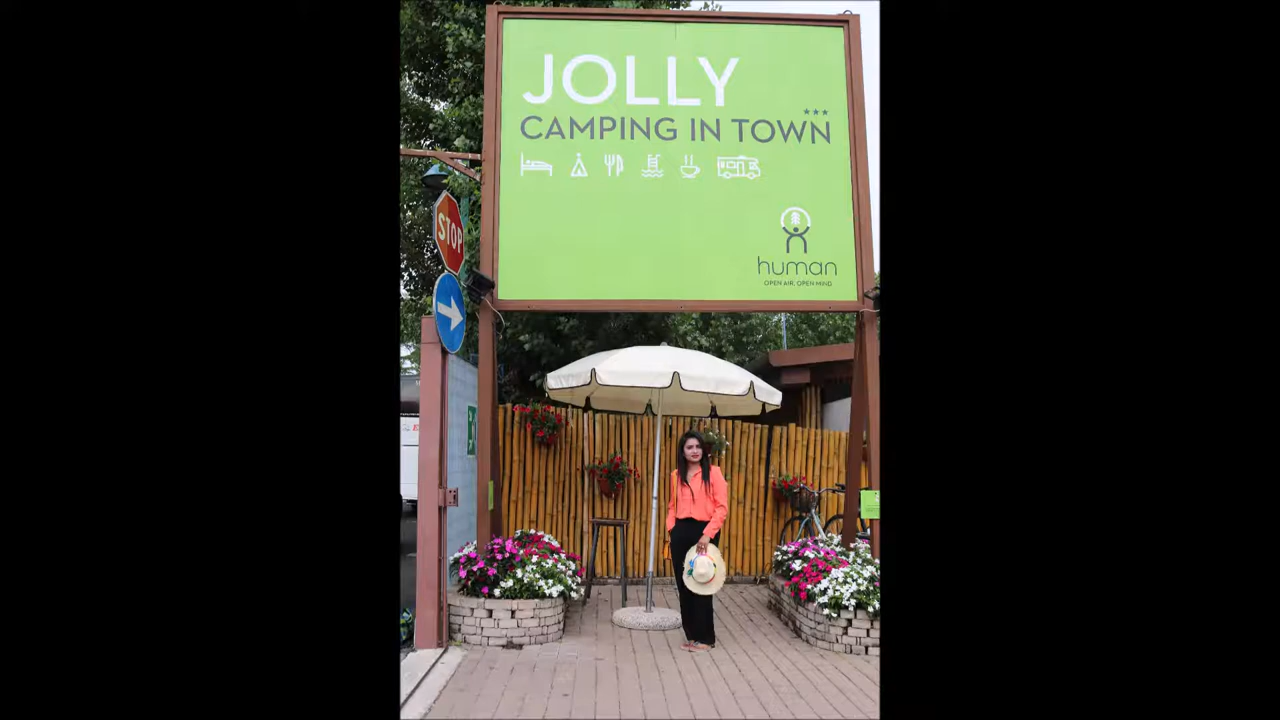 JOLLY
CAMPING IN TOWN
STOP
human
OPEN AIR. OPEN MIND